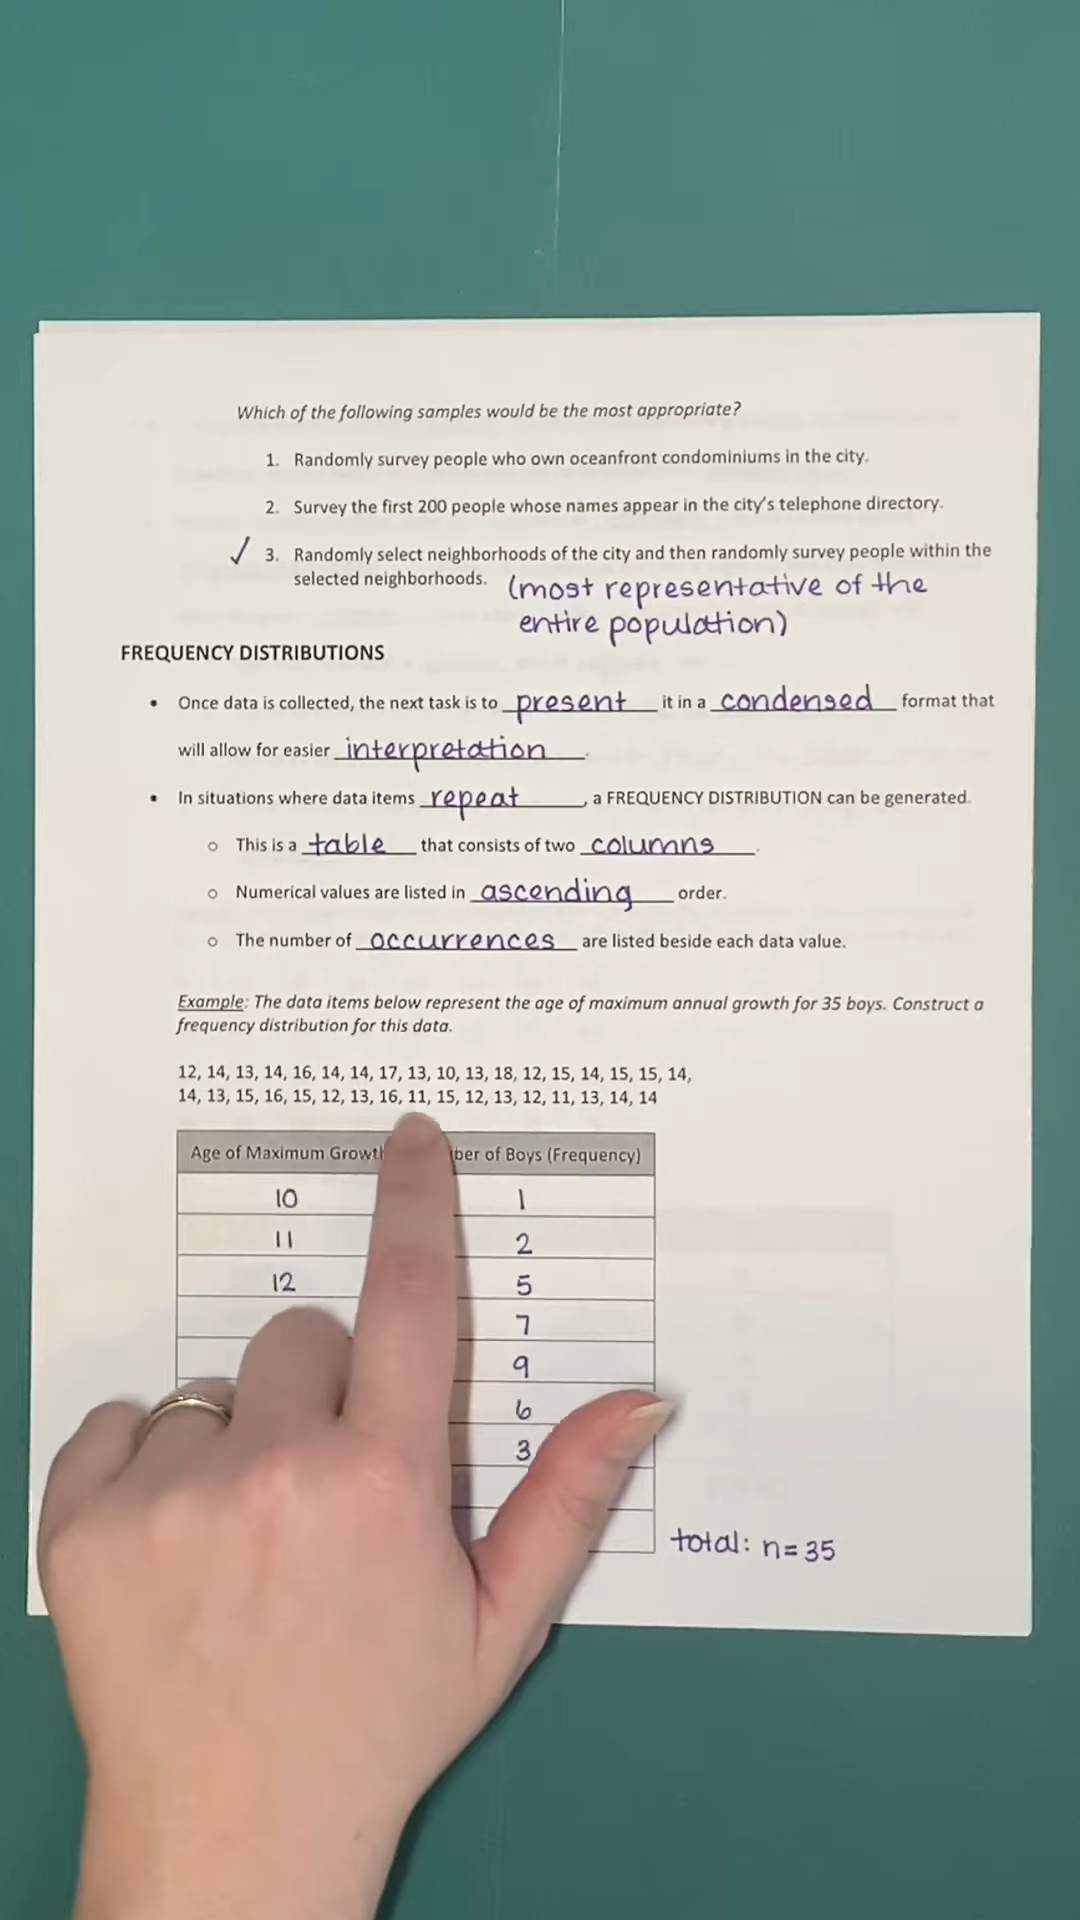 Which of the following samples would be the most appropriate?
1. Randomly survey people who own oceanfront condominiums in the city.
2. Survey the first 200 people whose names appear in the city's telephone directory.
✓ 3. Randomly select neighborhoods of the city and then randomly survey people within the
selected neighborhoods. (most representative of the
entire population)
FREQUENCY DISTRIBUTIONS
• Once data is collected, the next task is to present it in a condensed format that
will allow for easier interpretation.
• In situations where data items repeat, a FREQUENCY DISTRIBUTION can be generated.
○ This is a table that consists of two columns.
○ Numerical values are listed in ascending order.
○ The number of occurrences are listed beside each data value.
Example: The data items below represent the age of maximum annual growth for 35 boys. Construct a
frequency distribution for this data.
12, 14, 13, 14, 16, 14, 14, 17, 13, 10, 13, 18, 12, 15, 14, 15, 15, 14,
14, 13, 15, 16, 15, 12, 13, 16, 11, 15, 12, 13, 12, 11, 13, 14, 14
Age of Maximum of Boys (Frequency)
10 1
11 2
12 5
7
9
6
3
total: n=35